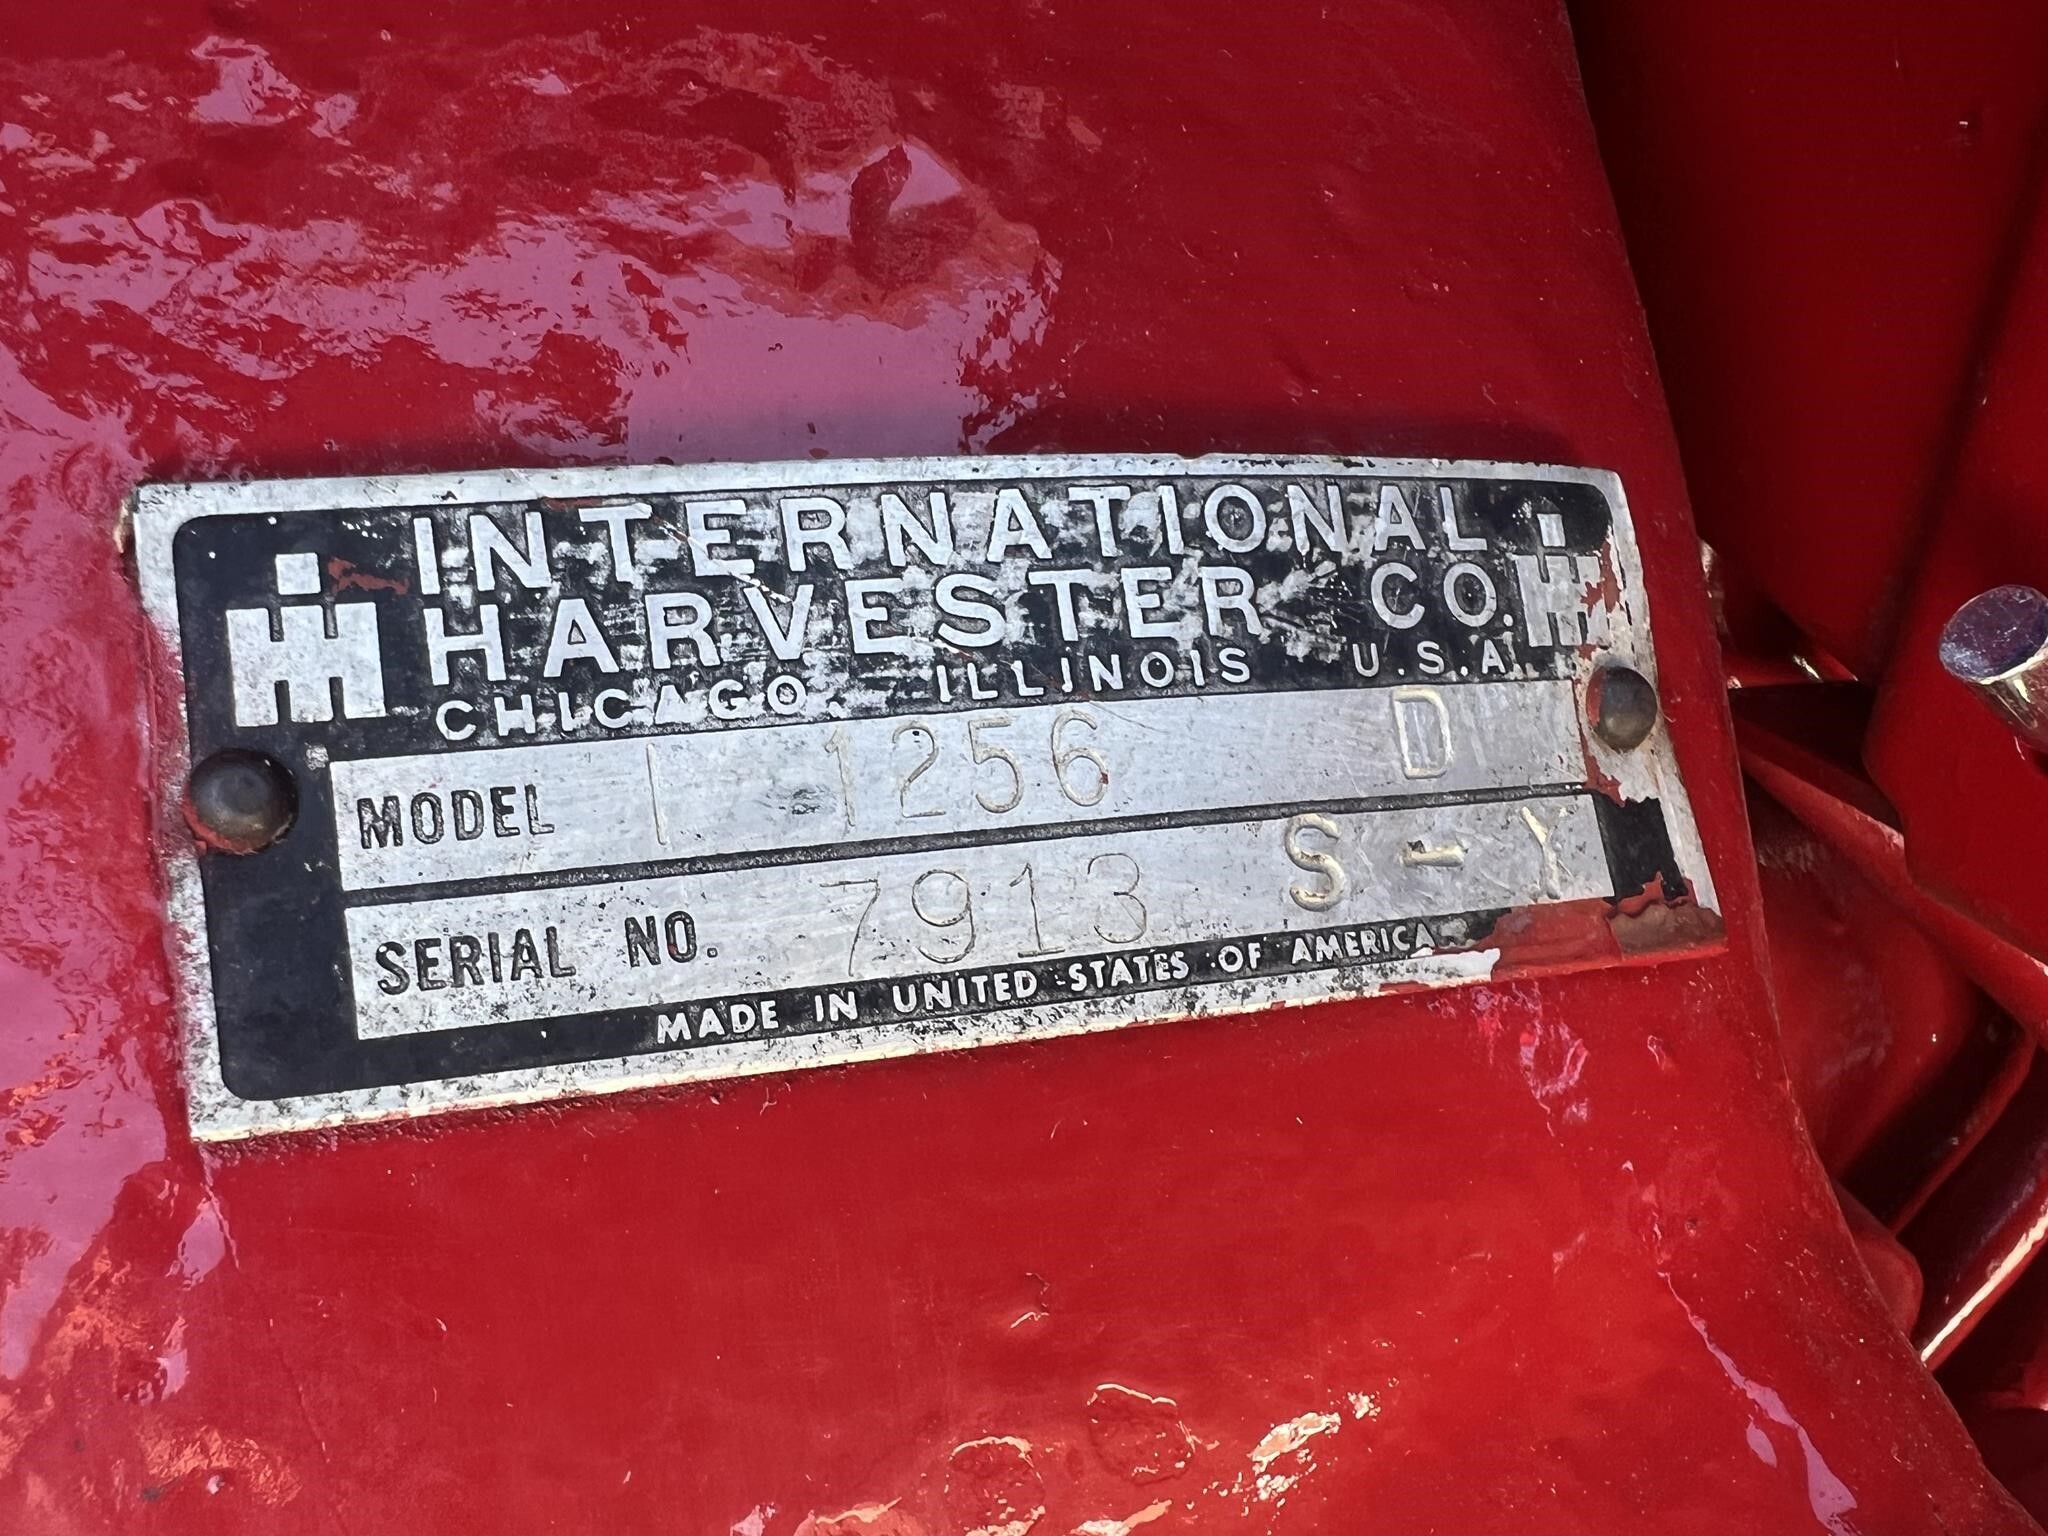 INTERNATIONAL
HARVESTER CO.
CHICAGO, ILLINOIS U.S.A.
MODEL I 1256 D
SERIAL NO. 7913 S-Y
MADE IN UNITED STATES OF AMERICA